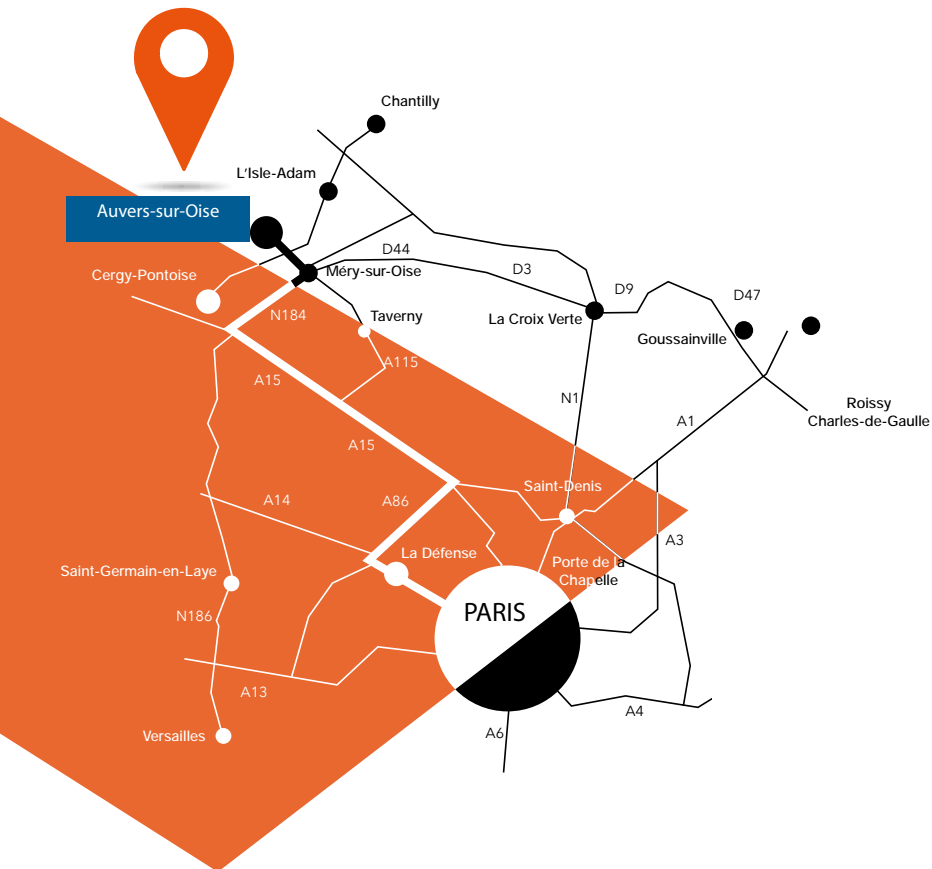 Chantilly
L'Isle-Adam
Auvers-sur-Oise
D44
Méry-sur-Oise
D3
Cergy-Pontoise
D9
D47
N184
Taverny
La Croix Verte
Goussainville
A115
A15
N1
Roissy
Charles-de-Gaulle
A1
A15
Saint-Denis
A14
A86
A3
La Défense
Porte de la
Chapelle
Saint-Germain-en-Laye
PARIS
N186
A13
A4
A6
Versailles